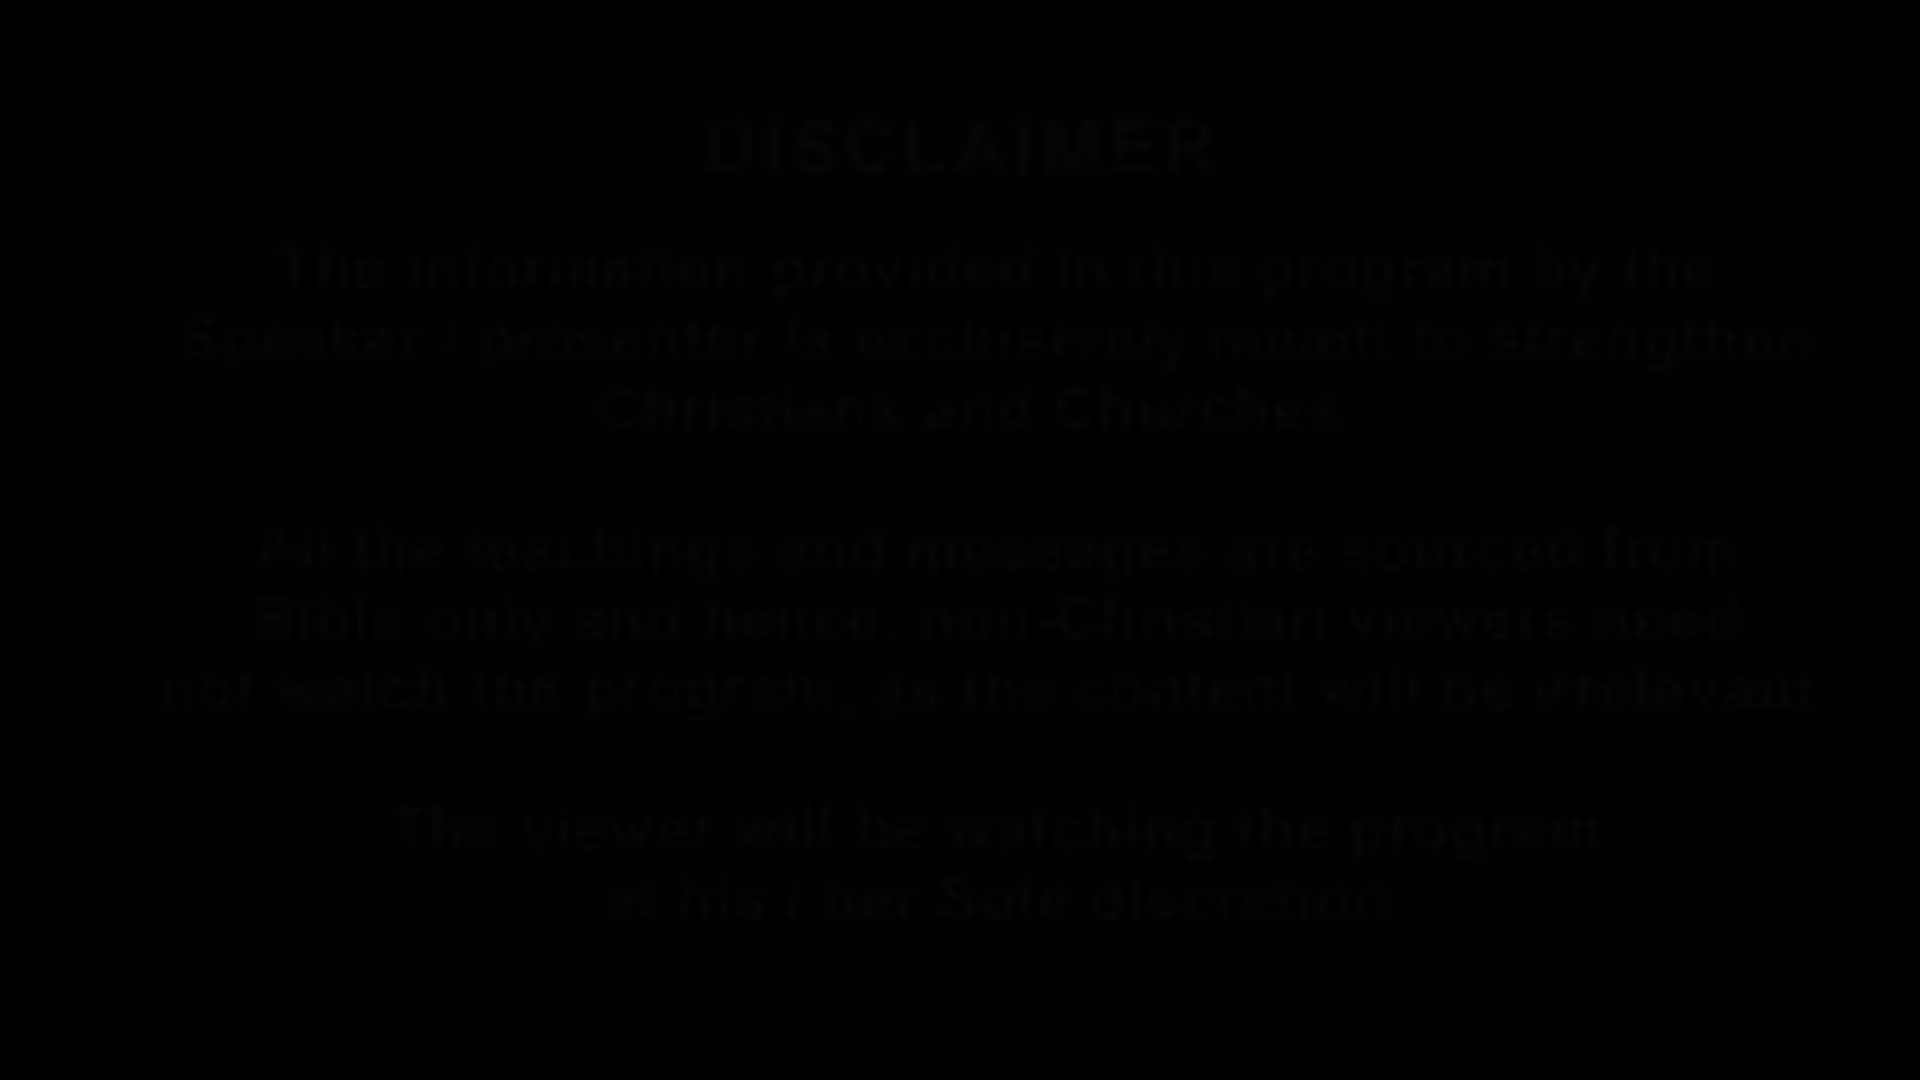 DISCLAIMER
The information provided in this program by the
Speaker / presenter is exclusively meant to strengthen
Christians and Churches
All the teachings and messages are sourced from
Bible only and hence, non-Christian viewers need
not watch the program, as the content will be irrelevant
The viewer will be watching the program
at his / her Sole discretion.